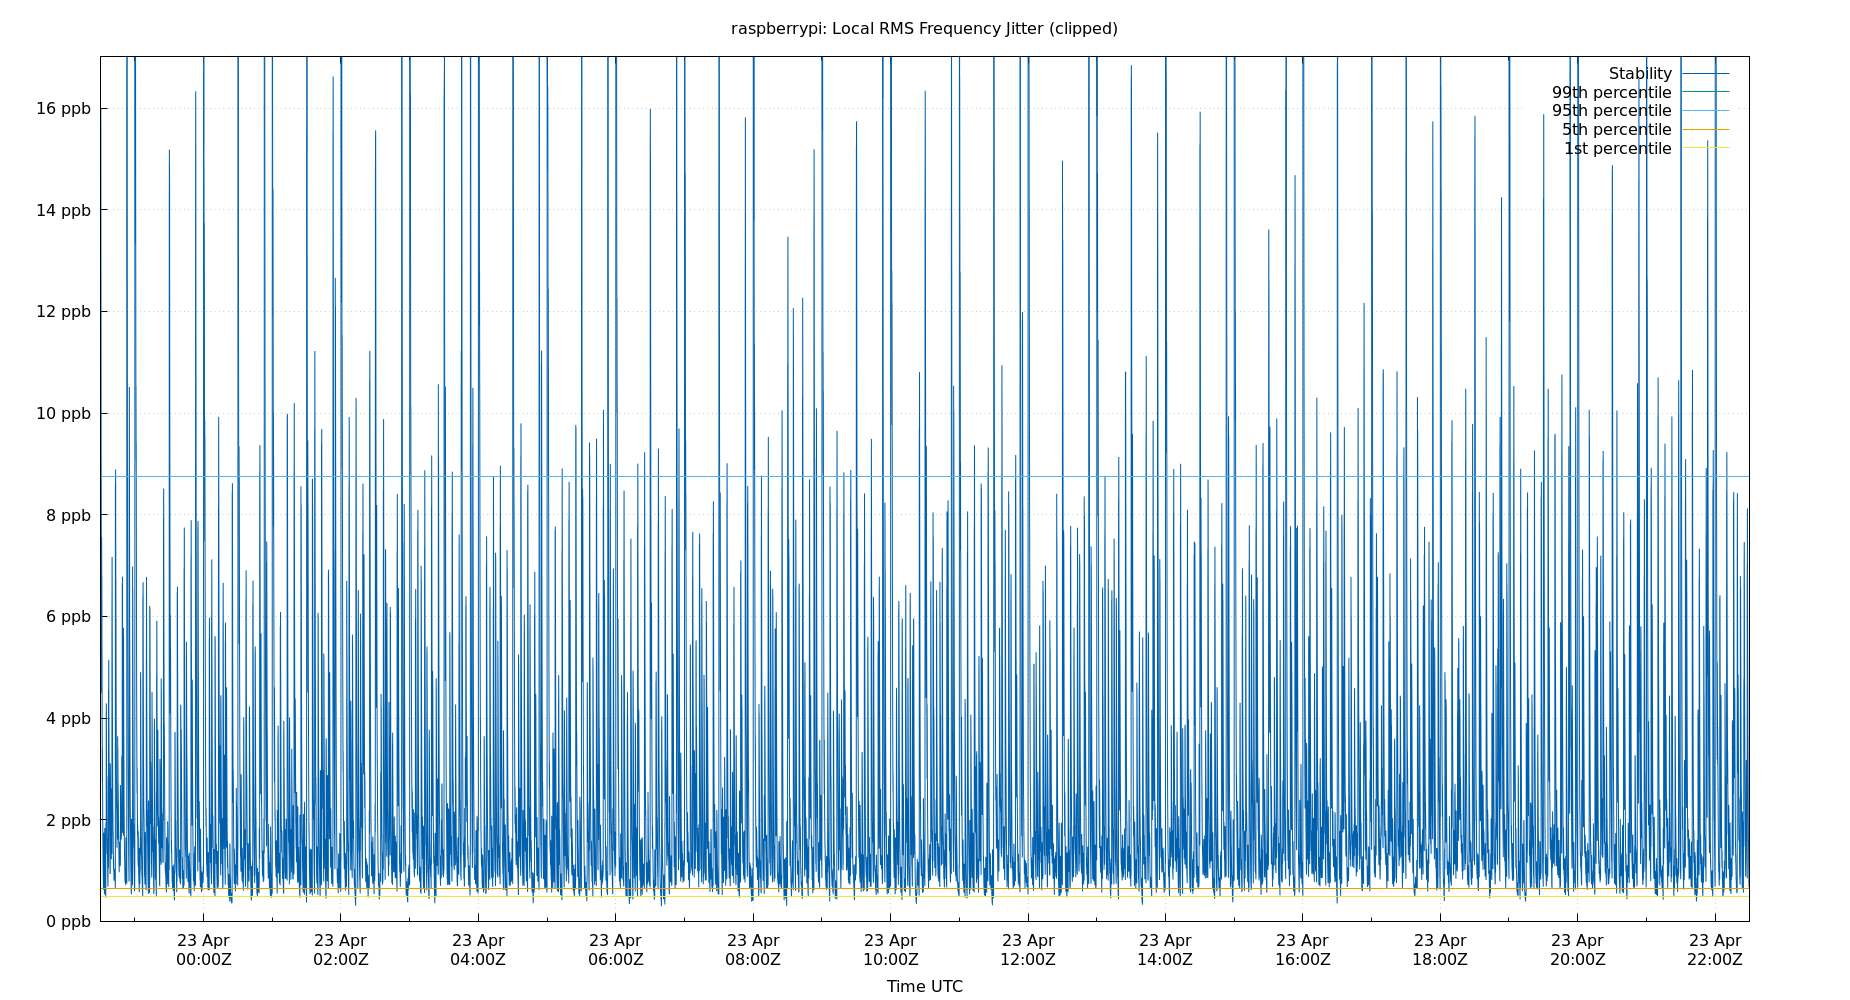 raspberrypi: Local RMS Frequency Jitter (clipped)
Stability
99th percentile
95th percentile
5th percentile
1st percentile
16 ppb
14 ppb
12 ppb
10 ppb
8 ppb
6 ppb
4 ppb
2 ppb
0 ppb
23 Apr 23 Apr 23 Apr 23 Apr 23 Apr 23 Apr 23 Apr 23 Apr 23 Apr 23 Apr 23 Apr 23 Apr
00:00Z 02:00Z 04:00Z 06:00Z 08:00Z 10:00Z 12:00Z 14:00Z 16:00Z 18:00Z 20:00Z 22:00Z
Time UTC